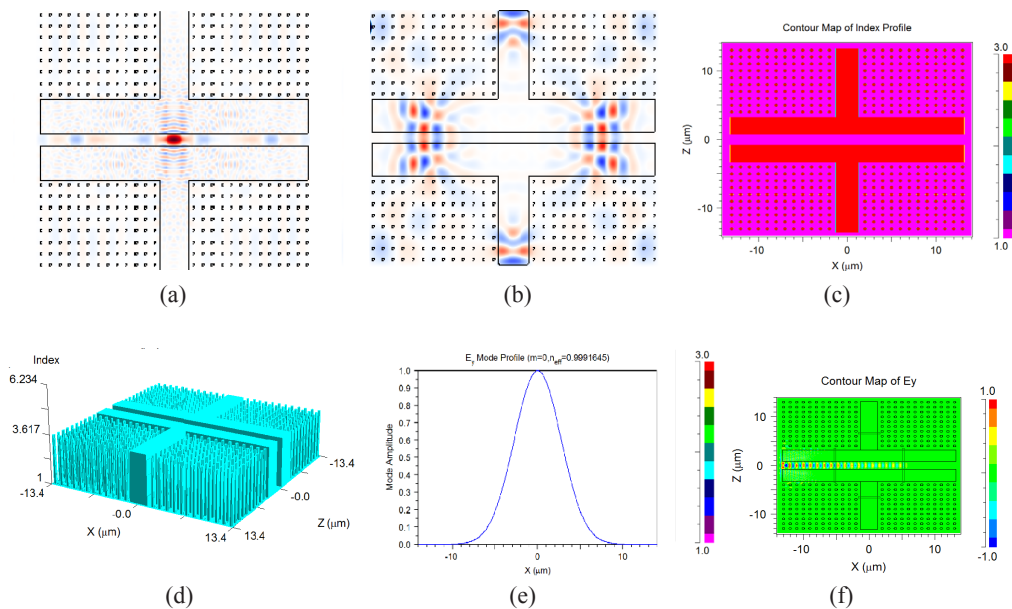 (a)
(b)
Contour Map of Index Profile
3.0
10
0
-10
Z (μm)
-10
0
10
X (μm)
1.0
(c)
Index
6.234
3.617
1
-13.4
-0.0
13.4
X (μm)
-13.4
-0.0
13.4
Z (μm)
(d)
Ey Mode Profile (m=0,neff=0.9991645)
1.0
0.9
0.8
0.7
0.6
0.5
0.4
0.3
0.2
0.1
0.0
Mode Amplitude
-10
0
10
X (μm)
(e)
3.0
1.0
Contour Map of Ey
1.0
10
0
-10
Z (μm)
-10
0
10
X (μm)
-1.0
(f)